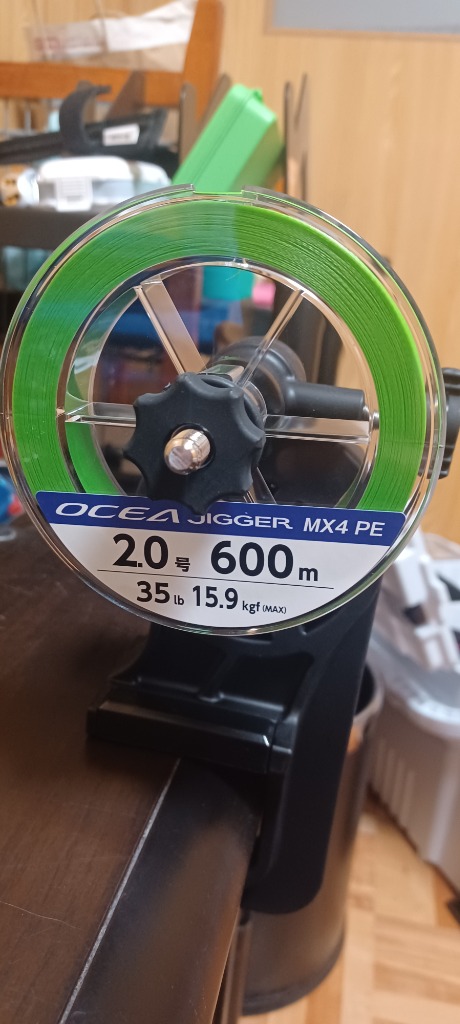 OCEA JIGGER MX4 PE
2.0号 600m
35lb 15.9kgf (MAX)